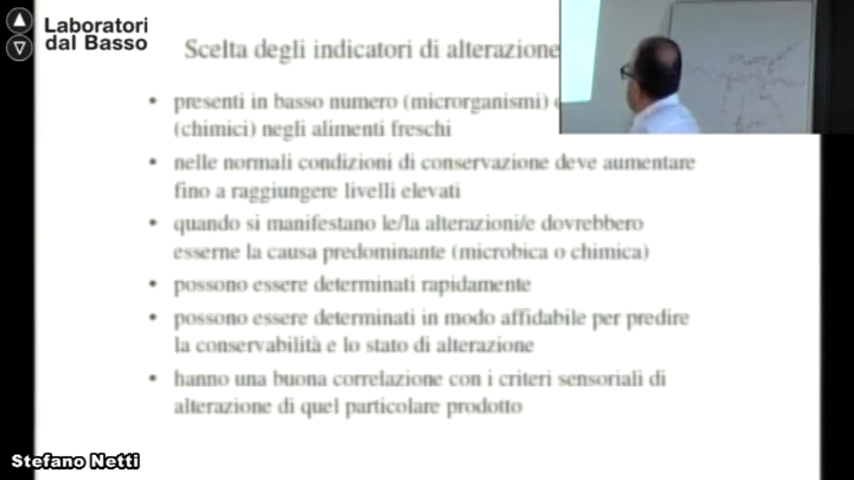 Laboratori
dal Basso
Scelta degli indicatori di alterazione
• presenti in basso numero (microrganismi)
(chimici) negli alimenti freschi
• nelle normali condizioni di conservazione deve aumentare
fino a raggiungere livelli elevati
• quando si manifestano le/la alterazioni/e dovrebbero
esserne la causa predominante (microbica o chimica)
• possono essere determinati rapidamente
• possono essere determinati in modo affidabile per predire
la conservabilità e lo stato di alterazione
• hanno una buona correlazione con i criteri sensoriali di
alterazione di quel particolare prodotto
Stefano Netti